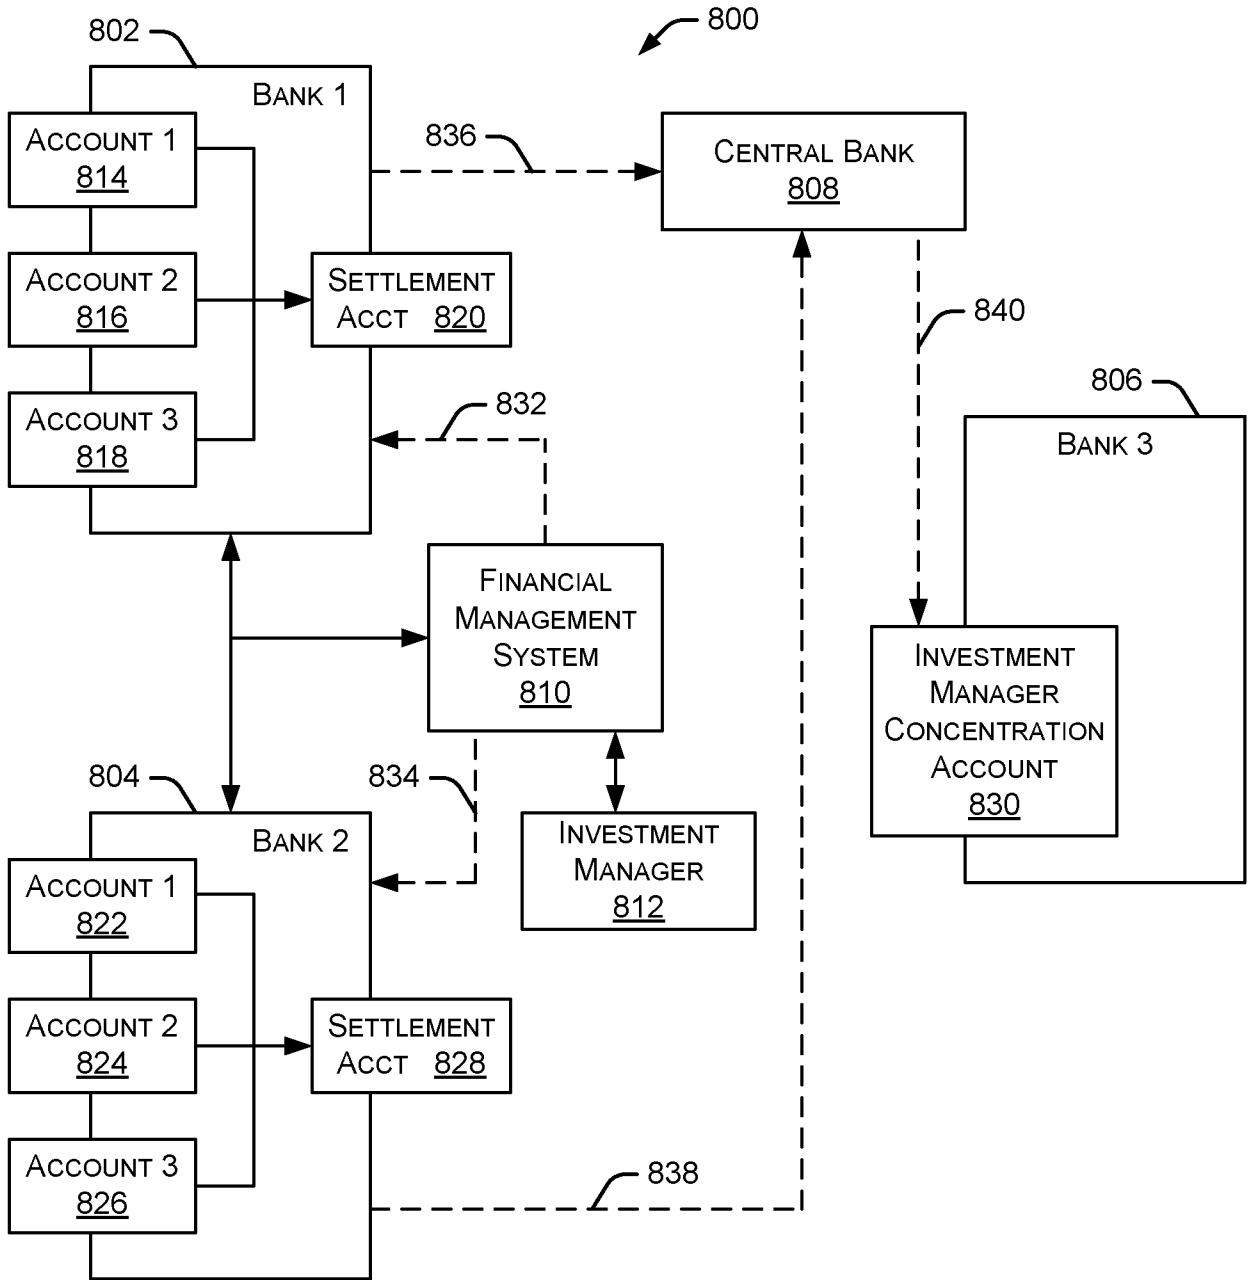 800
802
BANK 1
ACCOUNT 1
814
836
CENTRAL BANK
808
ACCOUNT 2
816
SETTLEMENT
ACCT 820
840
806
ACCOUNT 3
818
832
BANK 3
FINANCIAL
MANAGEMENT
SYSTEM
810
INVESTMENT
MANAGER
CONCENTRATION
ACCOUNT
830
804
834
BANK 2
INVESTMENT
MANAGER
812
ACCOUNT 1
822
ACCOUNT 2
824
SETTLEMENT
ACCT 828
ACCOUNT 3
826
838